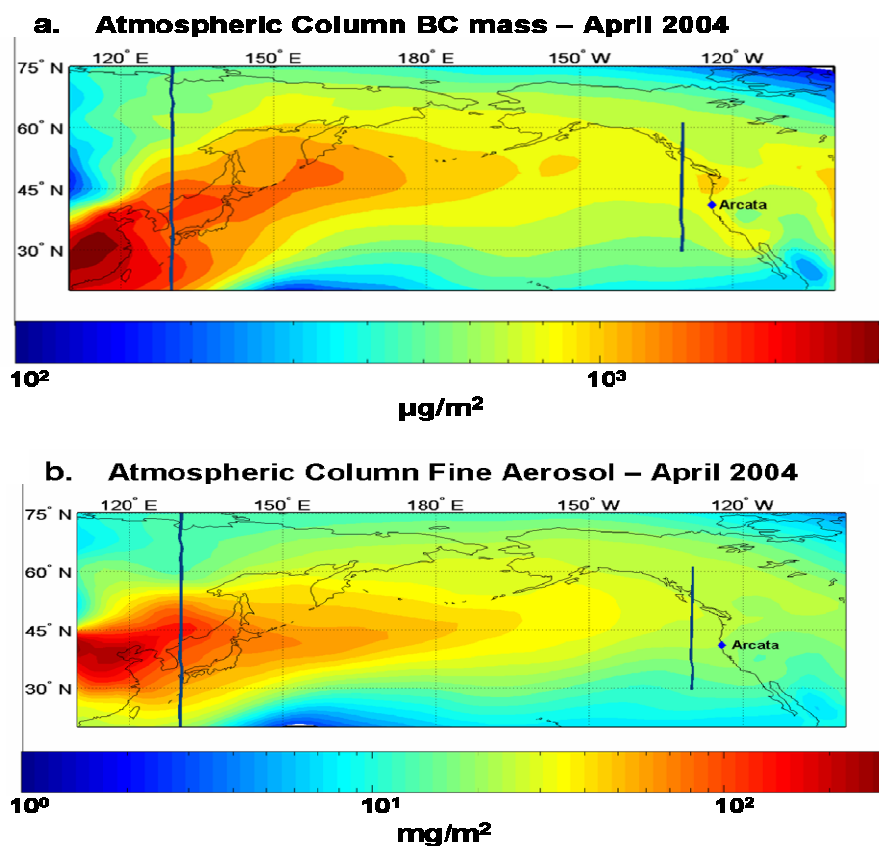 a. Atmospheric Column BC mass – April 2004
120° E 150° E 180° E 150° W 120° W
75° N
60° N
45° N
Arcata
30° N
10² 10³
µg/m²
b. Atmospheric Column Fine Aerosol – April 2004
120° E 150° E 180° E 150° W 120° W
75° N
60° N
45° N
Arcata
30° N
10⁰ 10¹ 10²
mg/m²